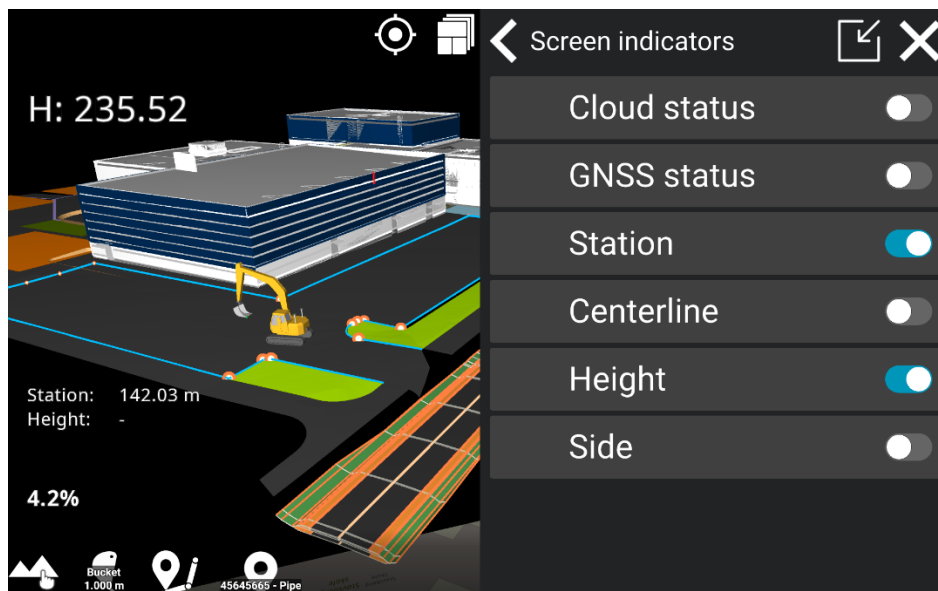 H: 235.52
Station: 142.03 m
Height: -
4.2%
Bucket
1.000 m
45645665 - Pipe
Screen indicators
Cloud status
GNSS status
Station
Centerline
Height
Side